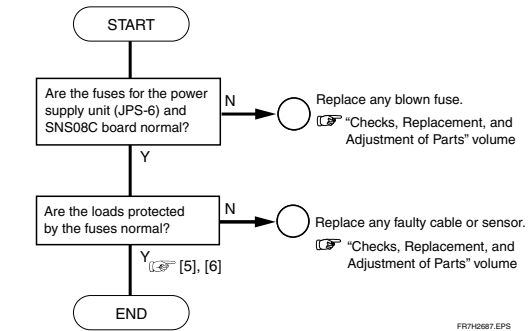 START
Are the fuses for the power
supply unit (JPS-6) and
SNS08C board normal?
N
Replace any blown fuse.
"Checks, Replacement, and
Adjustment of Parts" volume
Y
Are the loads protected
by the fuses normal?
N
Replace any faulty cable or sensor.
"Checks, Replacement, and
Adjustment of Parts" volume
Y
[5], [6]
END
FR7H2687.EPS